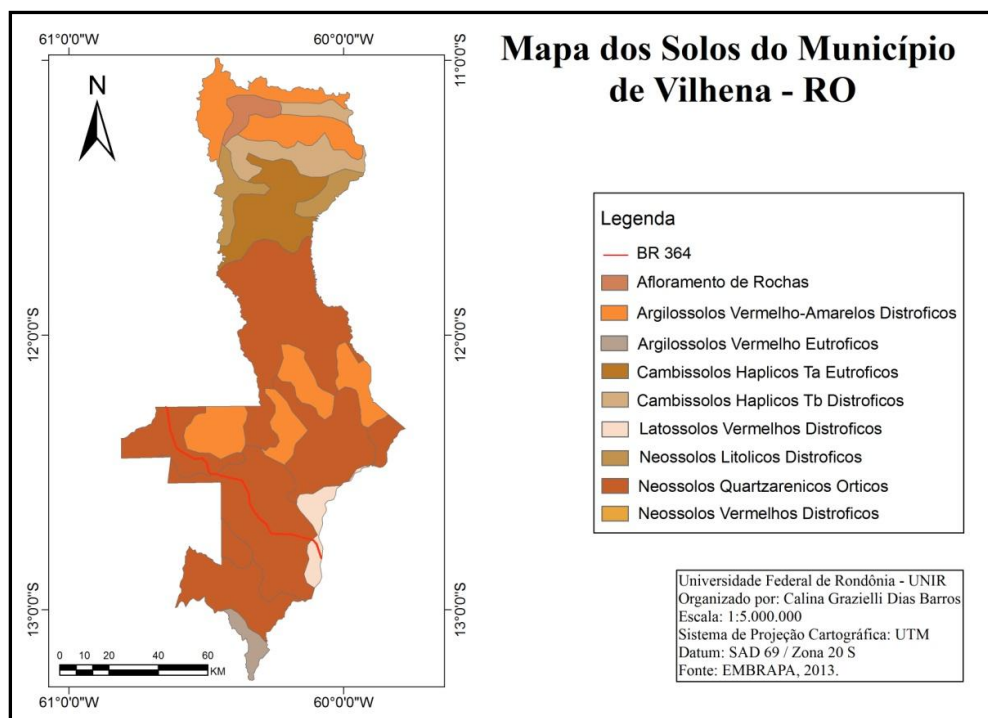 Mapa dos Solos do Município
de Vilhena - RO
61°0'0"W
60°0'0"W
11°0'0"S
12°0'0"S
13°0'0"S
N
61°0'0"W
60°0'0"W
11°0'0"S
12°0'0"S
13°0'0"S
0 10 20 40 60
KM
Legenda
BR 364
Afloramento de Rochas
Argilossolos Vermelho-Amarelos Distroficos
Argilossolos Vermelho Eutroficos
Cambissolos Haplicos Ta Eutroficos
Cambissolos Haplicos Tb Distroficos
Latossolos Vermelhos Distroficos
Neossolos Litolicos Distroficos
Neossolos Quartzarenicos Orticos
Neossolos Vermelhos Distroficos
Universidade Federal de Rondônia - UNIR
Organizado por: Calina Grazielli Dias Barros
Escala: 1:5.000.000
Sistema de Projeção Cartográfica: UTM
Datum: SAD 69 / Zona 20 S
Fonte: EMBRAPA, 2013.